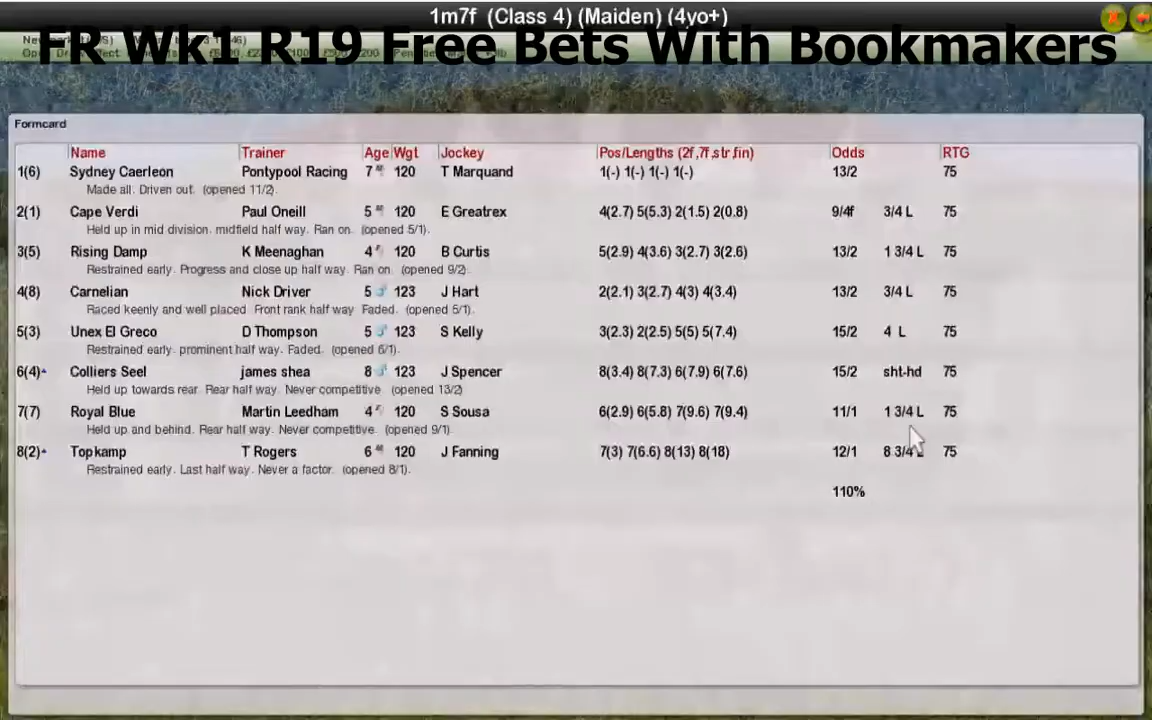 1m7f (Class 4) (Maiden) (4yo+)
FR Wk1 R19 Free Bets With Bookmakers
Formcard
Name Trainer Age Wgt Jockey Pos/Lengths (2f,7f,str,fin) Odds RTG
1(6) Sydney Caerleon Pontypool Racing 7 120 T Marquand 1(-) 1(-) 1(-) 1(-) 13/2 75
Made all. Driven out. (opened 11/2).
2(1) Cape Verdi Paul Oneill 5 120 E Greatrex 4(2.7) 5(5.3) 2(1.5) 2(0.8) 9/4f 3/4 L 75
Held up in mid division. midfield half way. Ran on. (opened 5/1).
3(5) Rising Damp K Meenaghan 4 120 B Curtis 5(2.9) 4(3.6) 3(2.7) 3(2.6) 13/2 1 3/4 L 75
Restrained early. Progress and close up half way. Ran on. (opened 9/2).
4(8) Carnelian Nick Driver 5 123 J Hart 2(2.1) 3(2.7) 4(3) 4(3.4) 13/2 3/4 L 75
Raced keenly and well placed. Front rank half way. Faded. (opened 5/1).
5(3) Unex El Greco D Thompson 5 123 S Kelly 3(2.3) 2(2.5) 5(5) 5(7.4) 15/2 4 L 75
Restrained early. prominent half way. Faded. (opened 6/1).
6(4) Colliers Seel james shea 8 123 J Spencer 8(3.4) 8(7.3) 6(7.9) 6(7.6) 15/2 sht-hd 75
Held up towards rear. Rear half way. Never competitive. (opened 13/2)
7(7) Royal Blue Martin Leedham 4 120 S Sousa 6(2.9) 6(5.8) 7(9.6) 7(9.4) 11/1 1 3/4 L 75
Held up and behind. Rear half way. Never competitive. (opened 9/1).
8(2) Topkamp T Rogers 6 120 J Fanning 7(3) 7(6.6) 8(13) 8(18) 12/1 8 3/4 L 75
Restrained early. Last half way. Never a factor. (opened 8/1).
110%